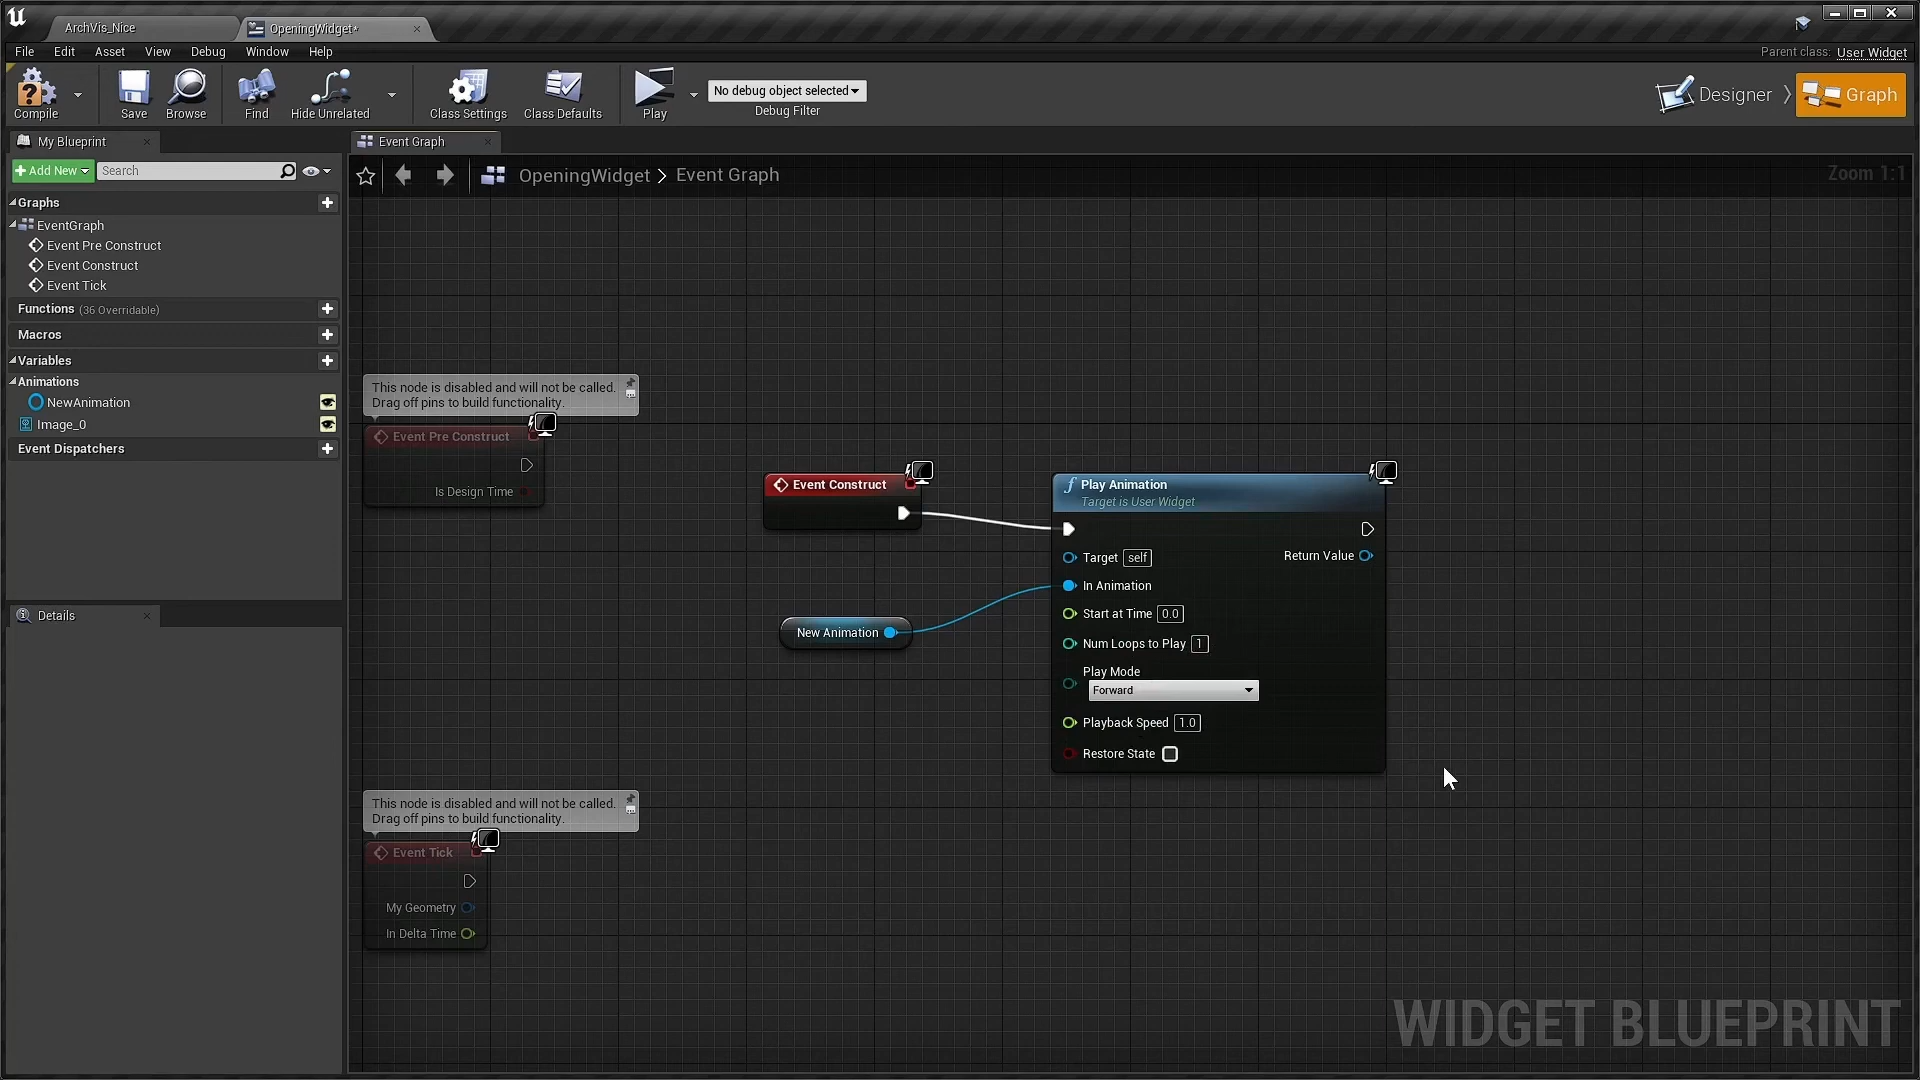 ArchVis_Nice
OpeningWidget*
File Edit Asset View Debug Window Help
Parent class: User Widget
Compile
Save
Browse
Find
Hide Unrelated
Class Settings
Class Defaults
Play
No debug object selected
Debug Filter
Designer
Graph
My Blueprint
Event Graph
Add New
Search
OpeningWidget > Event Graph
Zoom 1:1
Graphs
EventGraph
Event Pre Construct
Event Construct
Event Tick
Functions (36 Overridable)
Macros
Variables
Animations
NewAnimation
Image_0
Event Dispatchers
Details
This node is disabled and will not be called.
Drag off pins to build functionality.
Event Pre Construct
Is Design Time
Event Construct
New Animation
Play Animation
Target is User Widget
Target self
Return Value
In Animation
Start at Time 0.0
Num Loops to Play 1
Play Mode
Forward
Playback Speed 1.0
Restore State
This node is disabled and will not be called.
Drag off pins to build functionality.
Event Tick
My Geometry
In Delta Time
WIDGET BLUEPRINT